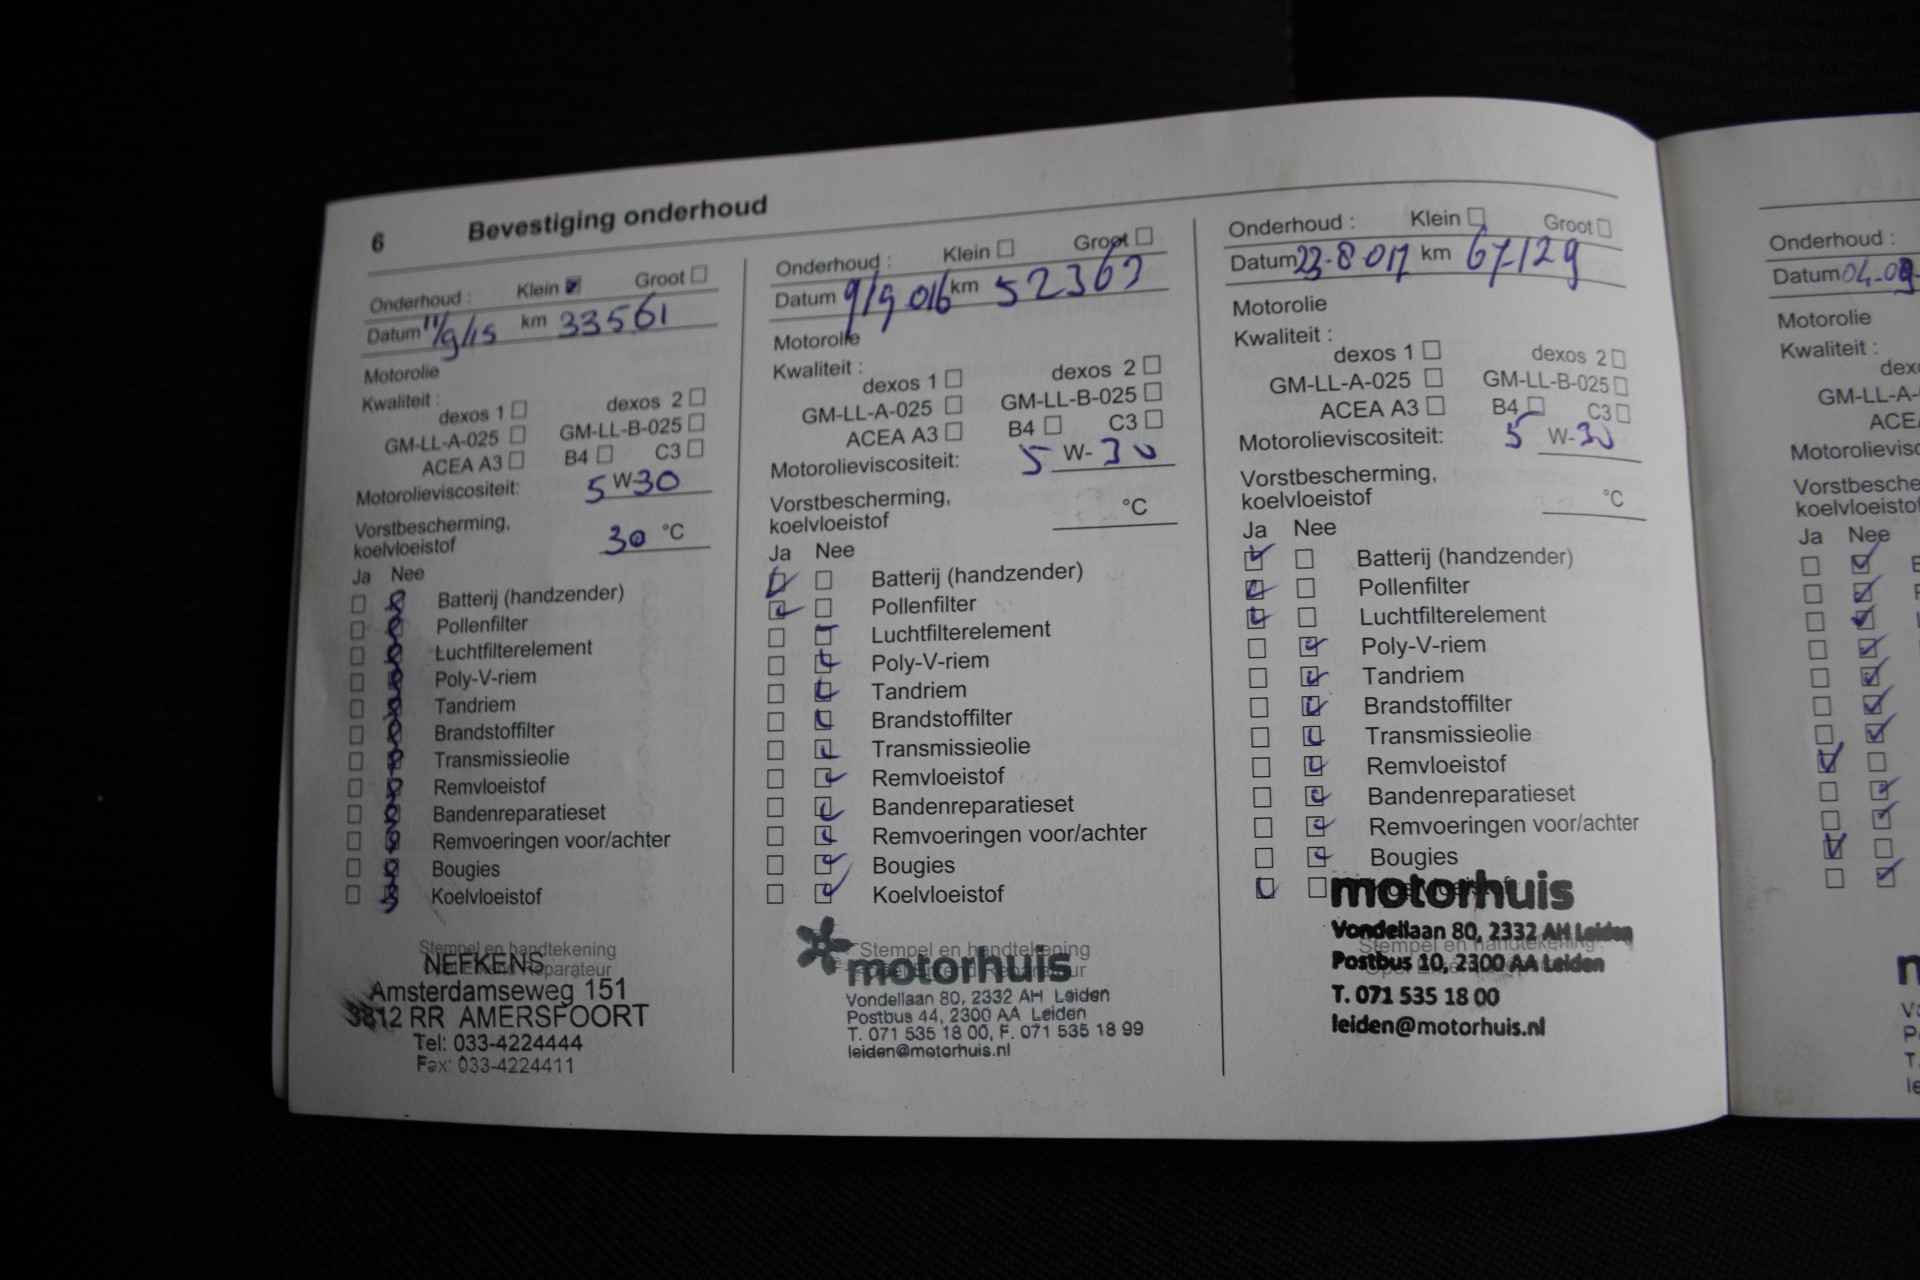 6 Bevestiging onderhoud
Onderhoud : Klein Groot
Datum 11/9/15 km 33561
Motorolie
Kwaliteit :
dexos 1 dexos 2
GM-LL-A-025 GM-LL-B-025
ACEA A3 B4 C3
Motorolieviscositeit: 5 W-30
Vorstbescherming,
koelvloeistof 30 °C
Ja Nee
Batterij (handzender)
Pollenfilter
Luchtfilterelement
Poly-V-riem
Tandriem
Brandstoffilter
Transmissieolie
Remvloeistof
Bandenreparatieset
Remvoeringen voor/achter
Bougies
Koelvloeistof
Stempel en handtekening
NEFKENS
Amsterdamseweg 151
3812 RR AMERSFOORT
Tel: 033-4224444
Fax: 033-4224411
Onderhoud : Klein Groot
Datum 9/9 016 km 52363
Motorolie
Kwaliteit :
dexos 1 dexos 2
GM-LL-A-025 GM-LL-B-025
ACEA A3 B4 C3
Motorolieviscositeit: 5 W-30
Vorstbescherming,
koelvloeistof °C
Ja Nee
Batterij (handzender)
Pollenfilter
Luchtfilterelement
Poly-V-riem
Tandriem
Brandstoffilter
Transmissieolie
Remvloeistof
Bandenreparatieset
Remvoeringen voor/achter
Bougies
Koelvloeistof
Stempel en handtekening
motorhuis
Vondellaan 80, 2332 AH Leiden
Postbus 44, 2300 AA Leiden
T. 071 535 18 00, F. 071 535 18 99
leiden@motorhuis.nl
Onderhoud : Klein Groot
Datum 23-8-017 km 67129
Motorolie
Kwaliteit :
dexos 1 dexos 2
GM-LL-A-025 GM-LL-B-025
ACEA A3 B4 C3
Motorolieviscositeit: 5 W-30
Vorstbescherming,
koelvloeistof °C
Ja Nee
Batterij (handzender)
Pollenfilter
Luchtfilterelement
Poly-V-riem
Tandriem
Brandstoffilter
Transmissieolie
Remvloeistof
Bandenreparatieset
Remvoeringen voor/achter
Bougies
motorhuis
Vondellaan 80, 2332 AH Leiden
Stempel en handtekening
Postbus 10, 2300 AA Leiden
T. 071 535 18 00
leiden@motorhuis.nl
Onderhoud :
Datum 04-09
Motorolie
Kwaliteit :
Ja Nee